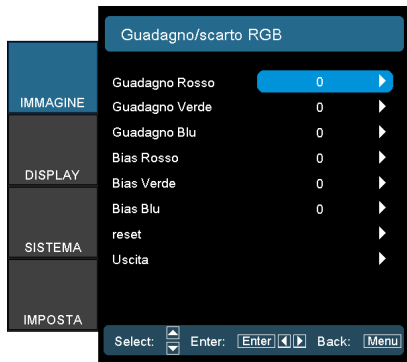 Guadagno/scarto RGB
IMMAGINE
DISPLAY
SISTEMA
IMPOSTA
Guadagno Rosso 0
Guadagno Verde 0
Guadagno Blu 0
Bias Rosso 0
Bias Verde 0
Bias Blu 0
reset
Uscita
Select: Enter: Enter Back: Menu